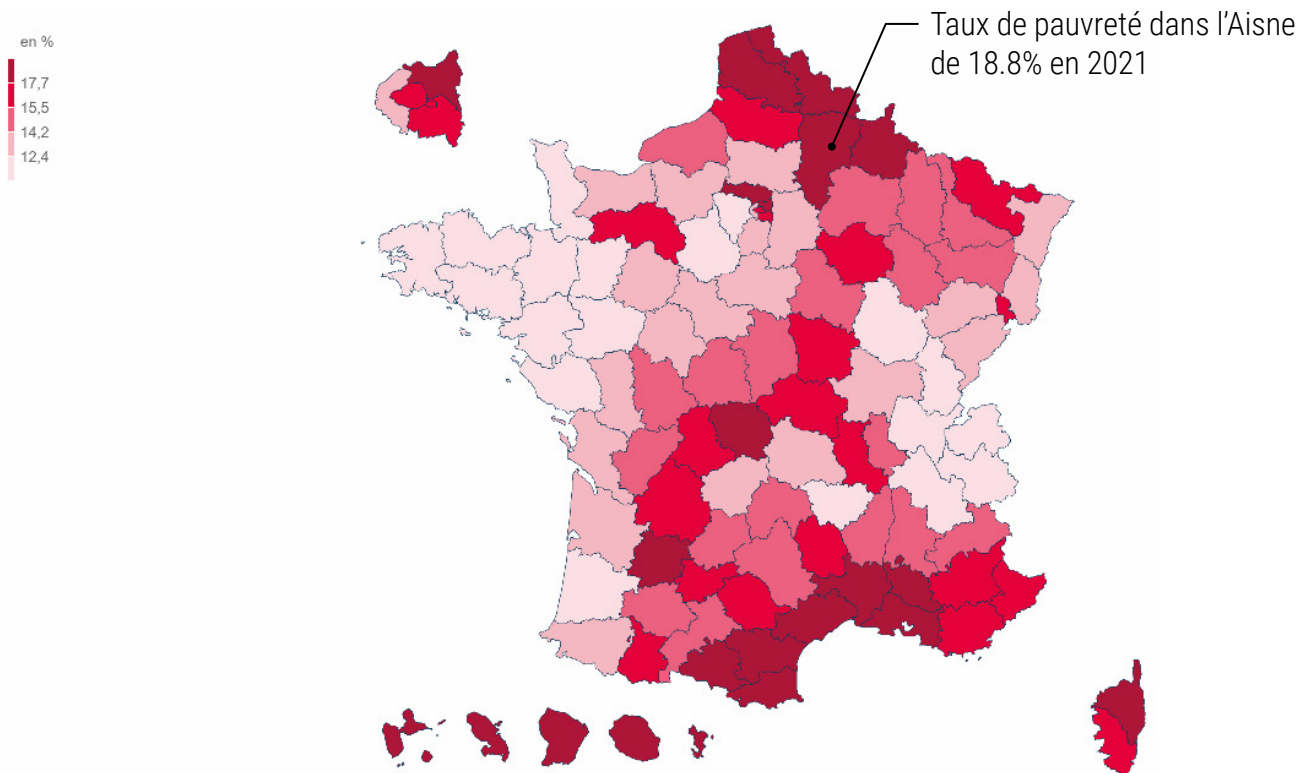 Taux de pauvreté dans l'Aisne
de 18.8% en 2021
en %
17,7
15,5
14,2
12,4